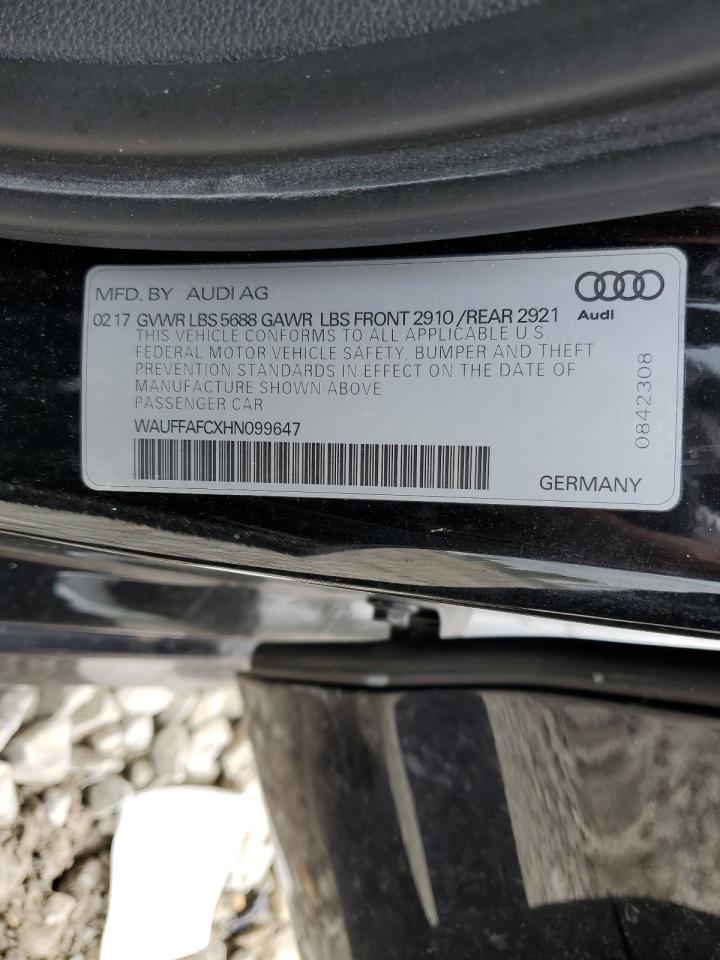 MFD. BY AUDI AG
02 17 GVWR LBS 5688 GAWR LBS FRONT 2910 /REAR 2921
Audi
THIS VEHICLE CONFORMS TO ALL APPLICABLE U.S.
FEDERAL MOTOR VEHICLE SAFETY, BUMPER AND THEFT
PREVENTION STANDARDS IN EFFECT ON THE DATE OF
MANUFACTURE SHOWN ABOVE
PASSENGER CAR
WAUFFAFCXHN099647
0842308
GERMANY